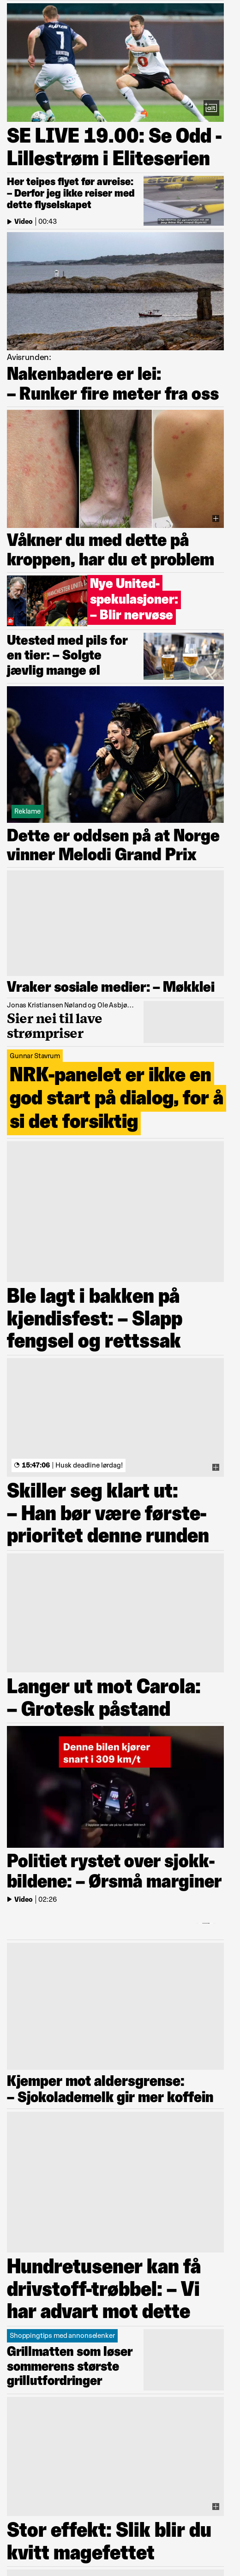 SE LIVE 19.00: Se Odd -
Lillestrøm i Eliteserien
Her teipes flyet før avreise:
– Derfor jeg ikke reiser med
dette flyselskapet
Video | 00:43
Avisrunden:
Nakenbadere er lei:
– Runker fire meter fra oss
Våkner du med dette på
kroppen, har du et problem
MANCHESTER UNITED
Nye United-
spekulasjoner:
– Blir nervøse
Utested med pils for
en tier: – Solgte
jævlig mange øl
Reklame
Dette er oddsen på at Norge
vinner Melodi Grand Prix
Vraker sosiale medier: – Møkklei
Jonas Kristiansen Nøland og Ole Asbjø…
Sier nei til lave
strømpriser
Gunnar Stavrum
NRK-panelet er ikke en
god start på dialog, for å
si det forsiktig
Ble lagt i bakken på
kjendisfest: – Slapp
fengsel og rettssak
15:47:06 | Husk deadline lørdag!
Skiller seg klart ut:
– Han bør være første-
prioritet denne runden
Langer ut mot Carola:
– Grotesk påstand
Denne bilen kjører
snart i 309 km/t
Politiet rystet over sjokk-
bildene: – Ørsmå marginer
Video | 02:26
Kjemper mot aldersgrense:
– Sjokolademelk gir mer koffein
Hundretusener kan få
drivstoff-trøbbel: – Vi
har advart mot dette
Shoppingtips med annonselenker
Grillmatten som løser
sommerens største
grillutfordringer
Stor effekt: Slik blir du
kvitt magefettet